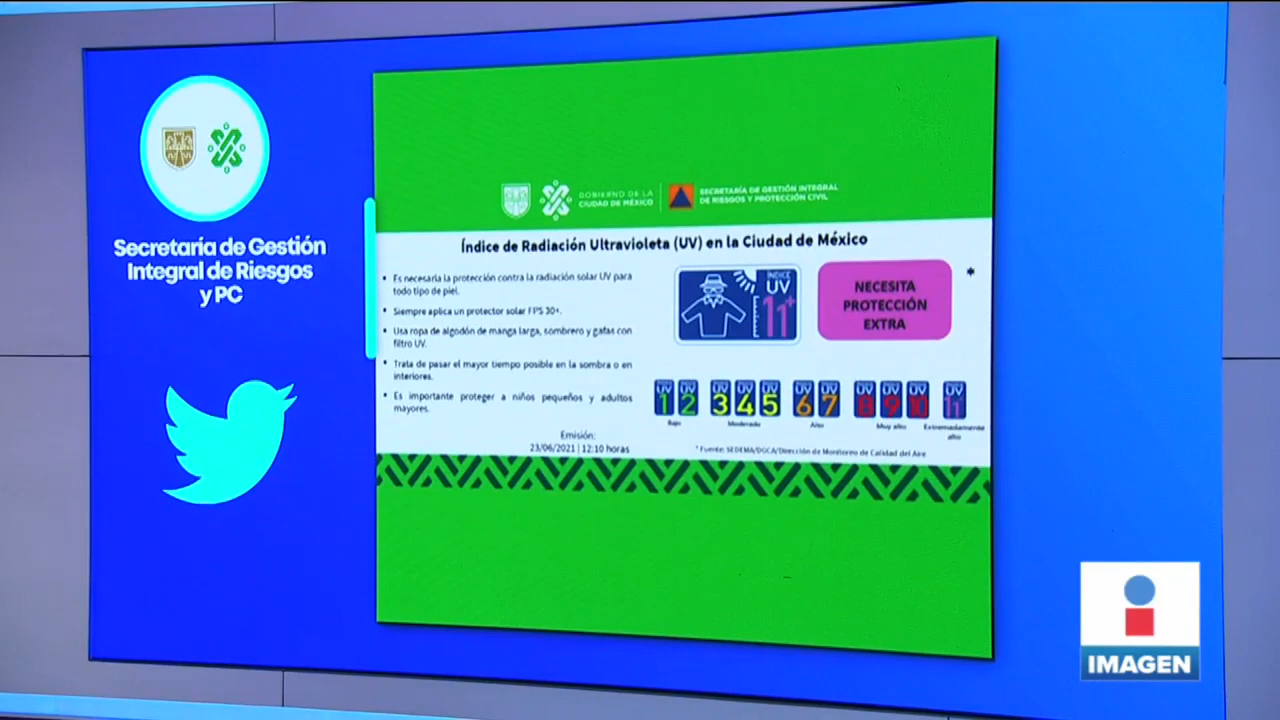 Secretaría de Gestión
Integral de Riesgos
y PC
GOBIERNO DE LA
CIUDAD DE MÉXICO
SECRETARÍA DE GESTIÓN INTEGRAL
DE RIESGOS Y PROTECCIÓN CIVIL
Índice de Radiación Ultravioleta (UV) en la Ciudad de México
• Es necesaria la protección contra la radiación solar UV para
todo tipo de piel.
• Siempre aplica un protector solar FPS 30+.
• Usa ropa de algodón de manga larga, sombrero y gafas con
filtro UV.
• Trata de pasar el mayor tiempo posible en la sombra o en
interiores.
• Es importante proteger a niños pequeños y adultos
mayores.
Emisión:
23/06/2021 | 12:10 horas
ÍNDICE
UV
11+
NECESITA
PROTECCIÓN
EXTRA
*
UV UV UV UV UV UV UV UV UV UV UV
1 2 3 4 5 6 7 8 9 10 11
Bajo Moderado Alto Muy alto Extremadamente
alto
* Fuente: SEDEMA/DGCA/Dirección de Monitoreo de Calidad del Aire
IMAGEN